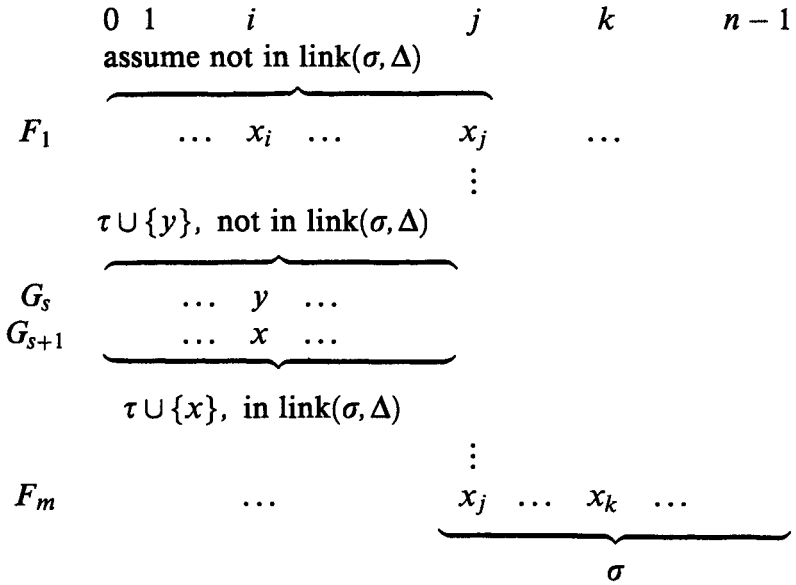 0 1 i j k n − 1
assume not in link(σ, Δ)
F₁ … xᵢ … xⱼ …
⋮
τ ∪ {y}, not in link(σ, Δ)
Gₛ … y …
Gₛ₊₁ … x …
τ ∪ {x}, in link(σ, Δ)
⋮
Fₘ … xⱼ … xₖ …
σ